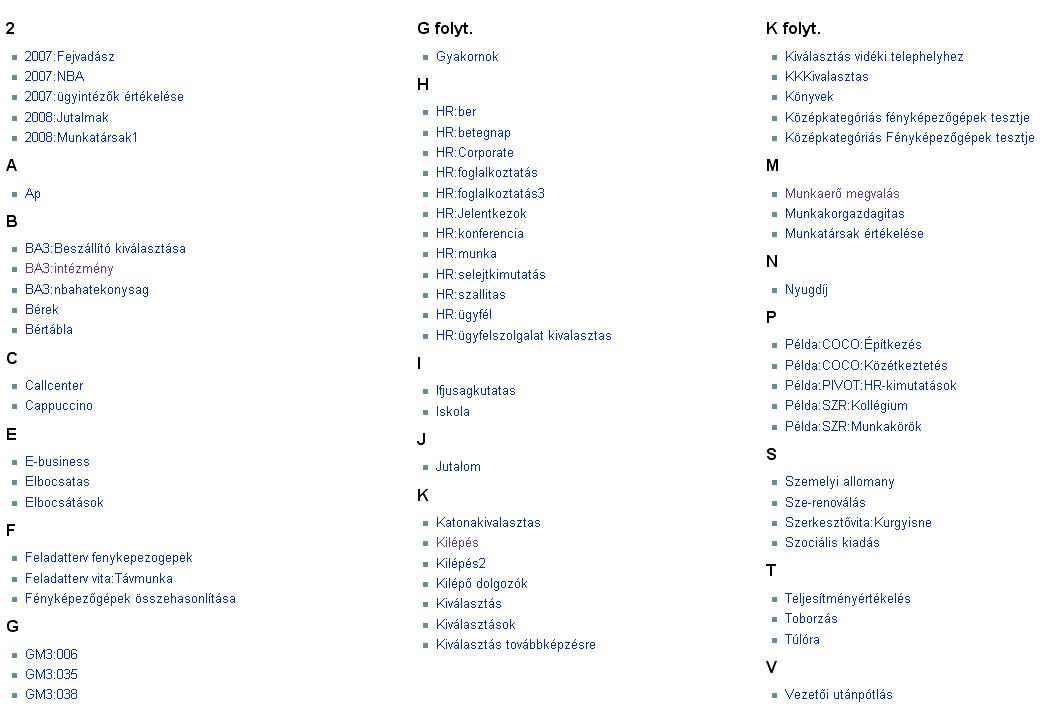 2
2007:Fejvadász
2007:NBA
2007:ügyintézők értékelése
2008:Jutalmak
2008:Munkatársak1
A
Ap
B
BA3:Beszállító kiválasztása
BA3:intézmény
BA3:nbahatekonysag
Bérek
Bértábla
C
Callcenter
Cappuccino
E
E-business
Elbocsatas
Elbocsátások
F
Feladatterv fenykepezogepek
Feladatterv vita:Távmunka
Fényképezőgépek összehasonlítása
G
GM3:006
GM3:035
GM3:038
G folyt.
Gyakornok
H
HR:ber
HR:betegnap
HR:Corporate
HR:foglalkoztatás
HR:foglalkoztatás3
HR:Jelentkezok
HR:konferencia
HR:munka
HR:selejtkimutatás
HR:szallitas
HR:ügyfél
HR:ügyfelszolgalat kivalasztas
I
Ifjusagkutatas
Iskola
J
Jutalom
K
Katonakivalasztas
Kilépés
Kilépés2
Kilépő dolgozók
Kiválasztás
Kiválasztások
Kiválasztás továbbképzésre
K folyt.
Kiválasztás vidéki telephelyhez
KKKivalasztas
Könyvek
Középkategóriás fényképezőgépek tesztje
Középkategóriás Fényképezőgépek tesztje
M
Munkaerő megvalás
Munkakorgazdagitas
Munkatársak értékelése
N
Nyugdíj
P
Példa:COCO:Építkezés
Példa:COCO:Közétkeztetés
Példa:PIVOT:HR-kimutatások
Példa:SZR:Kollégium
Példa:SZR:Munkakörök
S
Szemelyi allomany
Sze-renoválás
Szerkesztővita:Kurgyisne
Szociális kiadás
T
Teljesítményértékelés
Toborzás
Túlóra
V
Vezetői utánpótlás